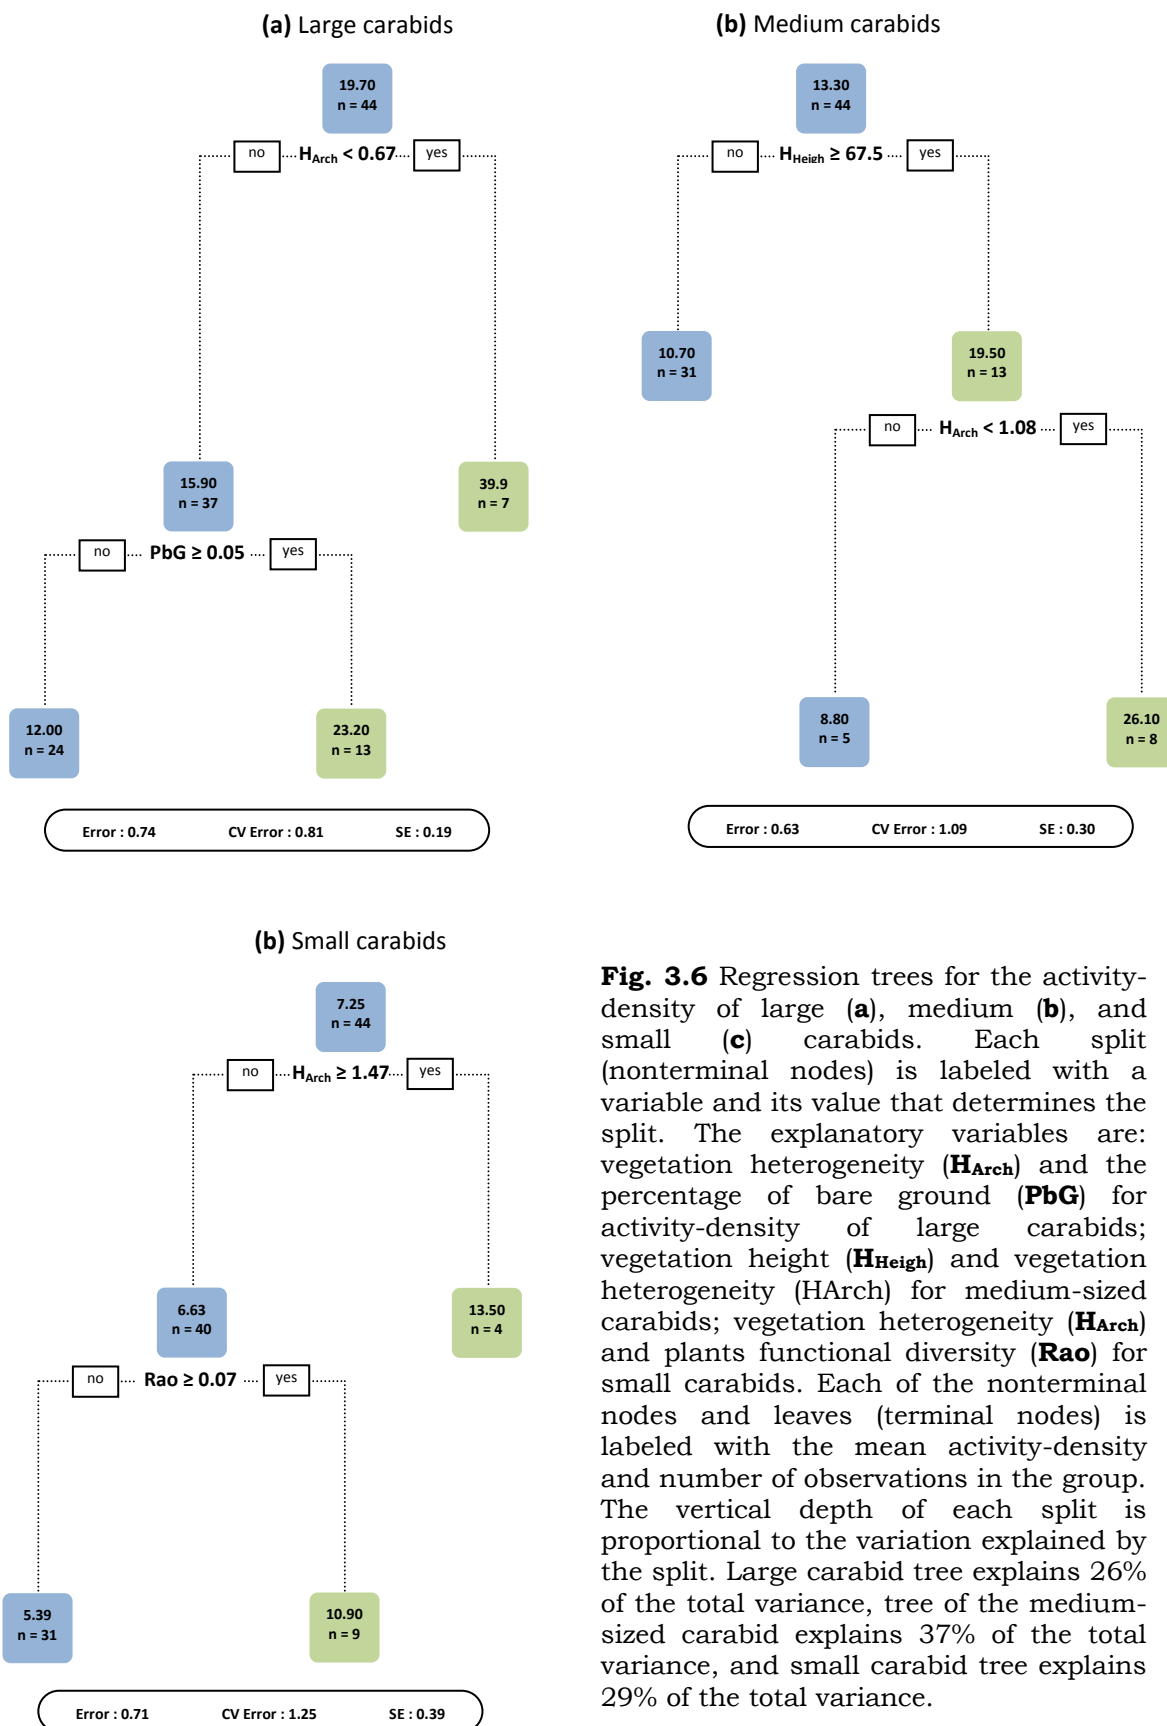 (a) Large carabids
19.70
n = 44
no
HArch < 0.67
yes
15.90
n = 37
39.9
n = 7
no
PbG ≥ 0.05
yes
12.00
n = 24
23.20
n = 13
Error : 0.74 CV Error : 0.81 SE : 0.19
(b) Medium carabids
13.30
n = 44
no
HHeigh ≥ 67.5
yes
10.70
n = 31
19.50
n = 13
no
HArch < 1.08
yes
8.80
n = 5
26.10
n = 8
Error : 0.63 CV Error : 1.09 SE : 0.30
(b) Small carabids
7.25
n = 44
no
HArch ≥ 1.47
yes
6.63
n = 40
13.50
n = 4
no
Rao ≥ 0.07
yes
5.39
n = 31
10.90
n = 9
Error : 0.71 CV Error : 1.25 SE : 0.39
Fig. 3.6 Regression trees for the activity-
density of large (a), medium (b), and
small (c) carabids. Each split
(nonterminal nodes) is labeled with a
variable and its value that determines the
split. The explanatory variables are:
vegetation heterogeneity (HArch) and the
percentage of bare ground (PbG) for
activity-density of large carabids;
vegetation height (HHeigh) and vegetation
heterogeneity (HArch) for medium-sized
carabids; vegetation heterogeneity (HArch)
and plants functional diversity (Rao) for
small carabids. Each of the nonterminal
nodes and leaves (terminal nodes) is
labeled with the mean activity-density
and number of observations in the group.
The vertical depth of each split is
proportional to the variation explained by
the split. Large carabid tree explains 26%
of the total variance, tree of the medium-
sized carabid explains 37% of the total
variance, and small carabid tree explains
29% of the total variance.